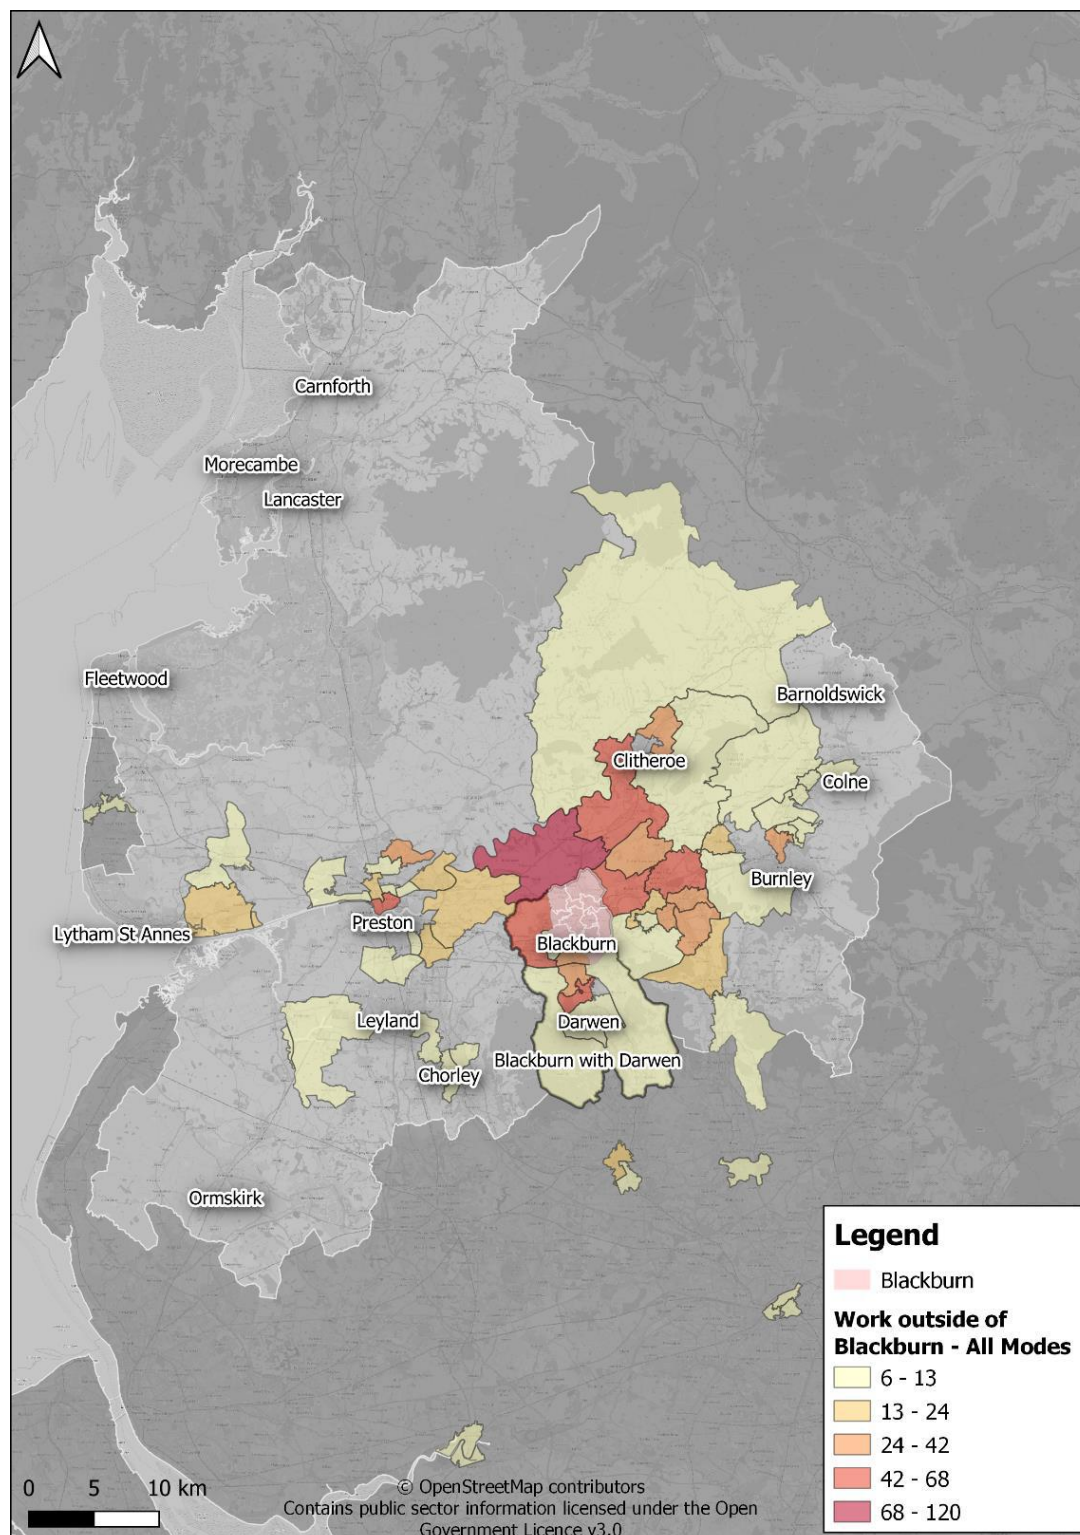 Carnforth
Morecambe
Lancaster
Fleetwood
Barnoldswick
Clitheroe
Colne
Burnley
Preston
Lytham St Annes
Blackburn
Leyland
Darwen
Blackburn with Darwen
Chorley
Ormskirk
Legend
Blackburn
Work outside of
Blackburn - All Modes
6 - 13
13 - 24
24 - 42
42 - 68
68 - 120
0 5 10 km
© OpenStreetMap contributors
Contains public sector information licensed under the Open
Government Licence v3.0